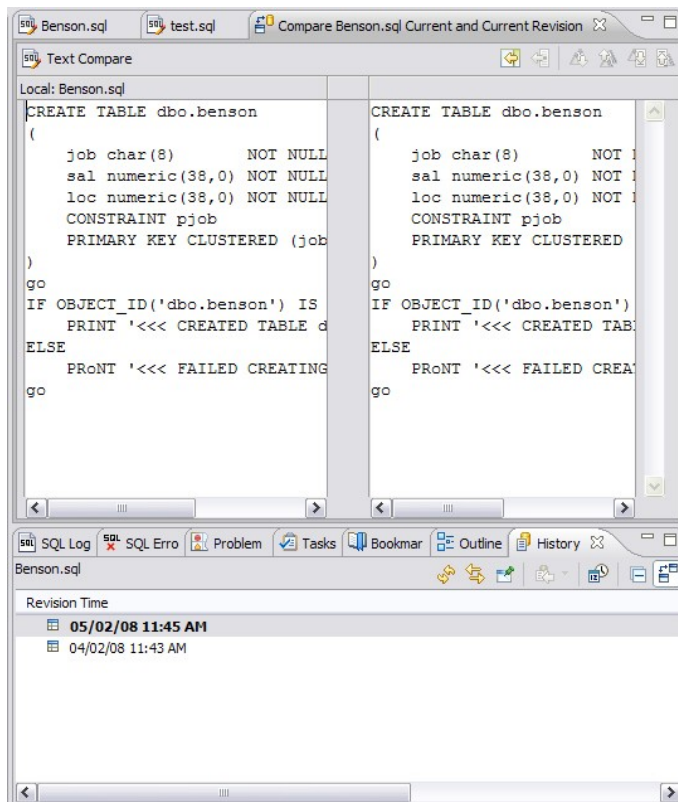 Benson.sql
test.sql
Compare Benson.sql Current and Current Revision
Text Compare
Local: Benson.sql
CREATE TABLE dbo.benson
(
job char(8) NOT NULL
sal numeric(38,0) NOT NULL
loc numeric(38,0) NOT NULL
CONSTRAINT pjob
PRIMARY KEY CLUSTERED (job
)
go
IF OBJECT_ID('dbo.benson') IS
PRINT '<<< CREATED TABLE d
ELSE
PRoNT '<<< FAILED CREATING
go
CREATE TABLE dbo.benson
(
job char(8) NOT
sal numeric(38,0) NOT
loc numeric(38,0) NOT
CONSTRAINT pjob
PRIMARY KEY CLUSTERED
)
go
IF OBJECT_ID('dbo.benson')
PRINT '<<< CREATED TAB
ELSE
PRoNT '<<< FAILED CREA
go
SQL Log
SQL Erro
Problem
Tasks
Bookmar
Outline
History
Benson.sql
Revision Time
05/02/08 11:45 AM
04/02/08 11:43 AM